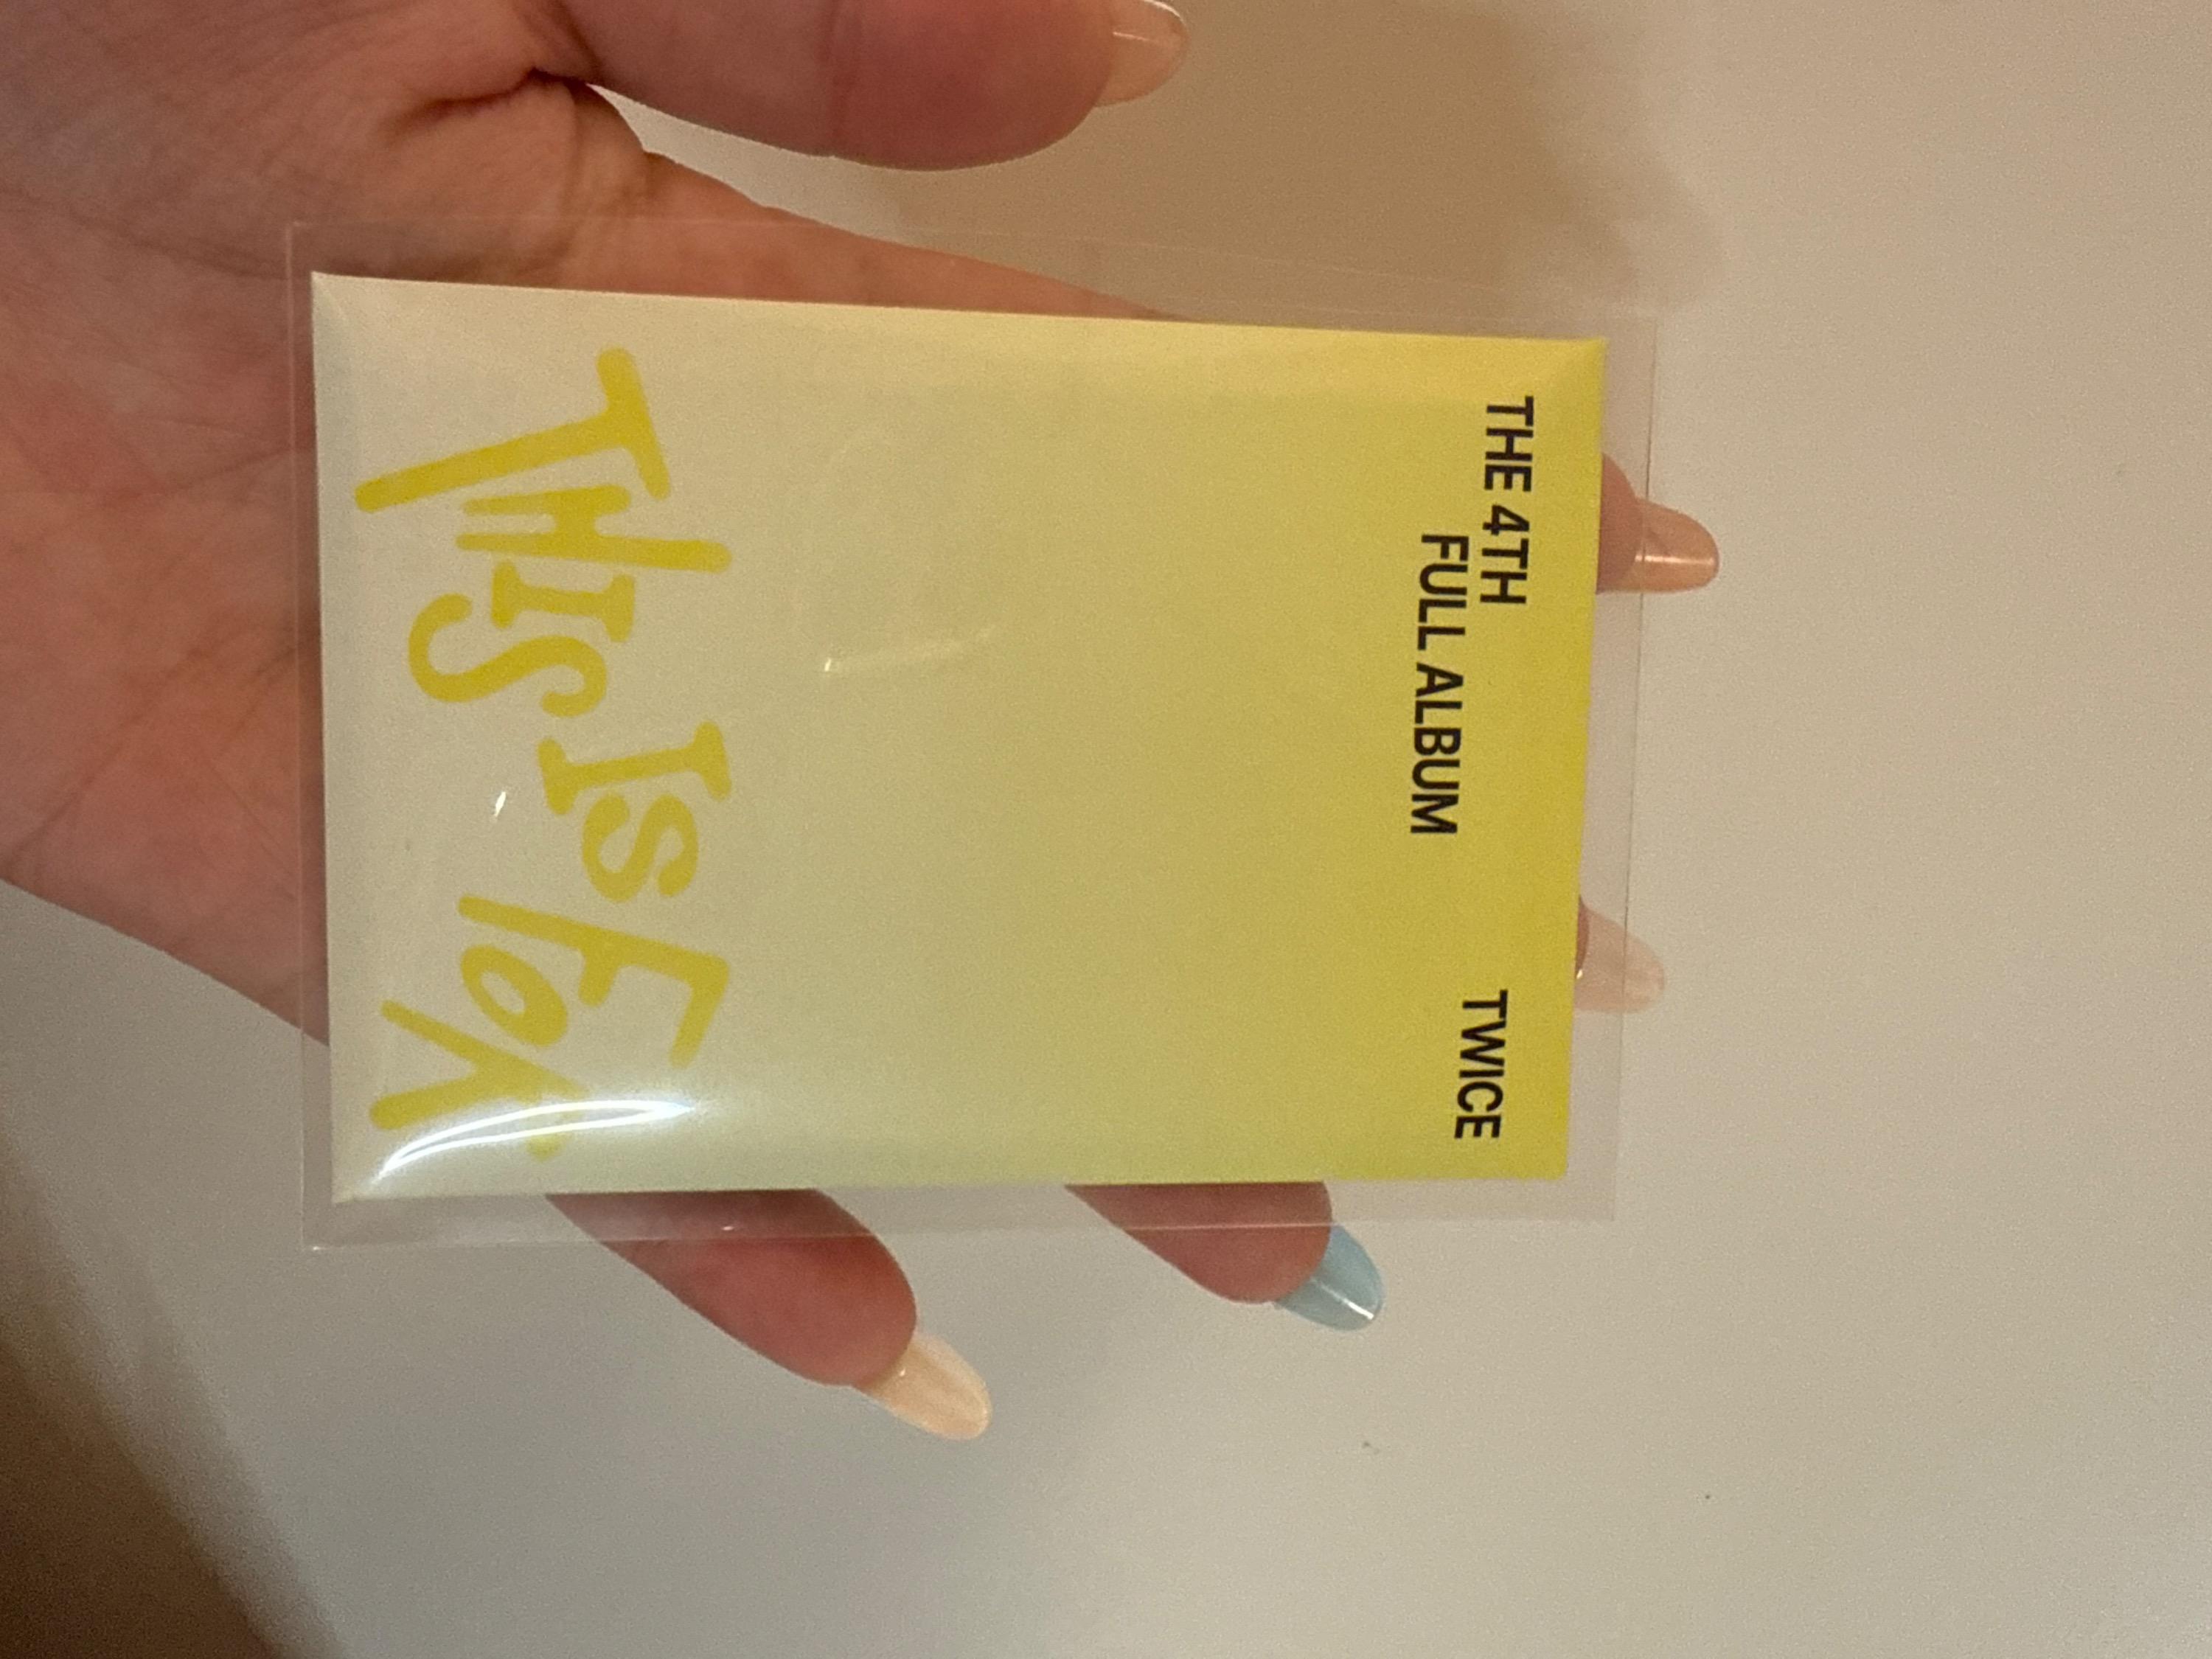 THE 4TH TWICE
FULL ALBUM
THIS IS FOR